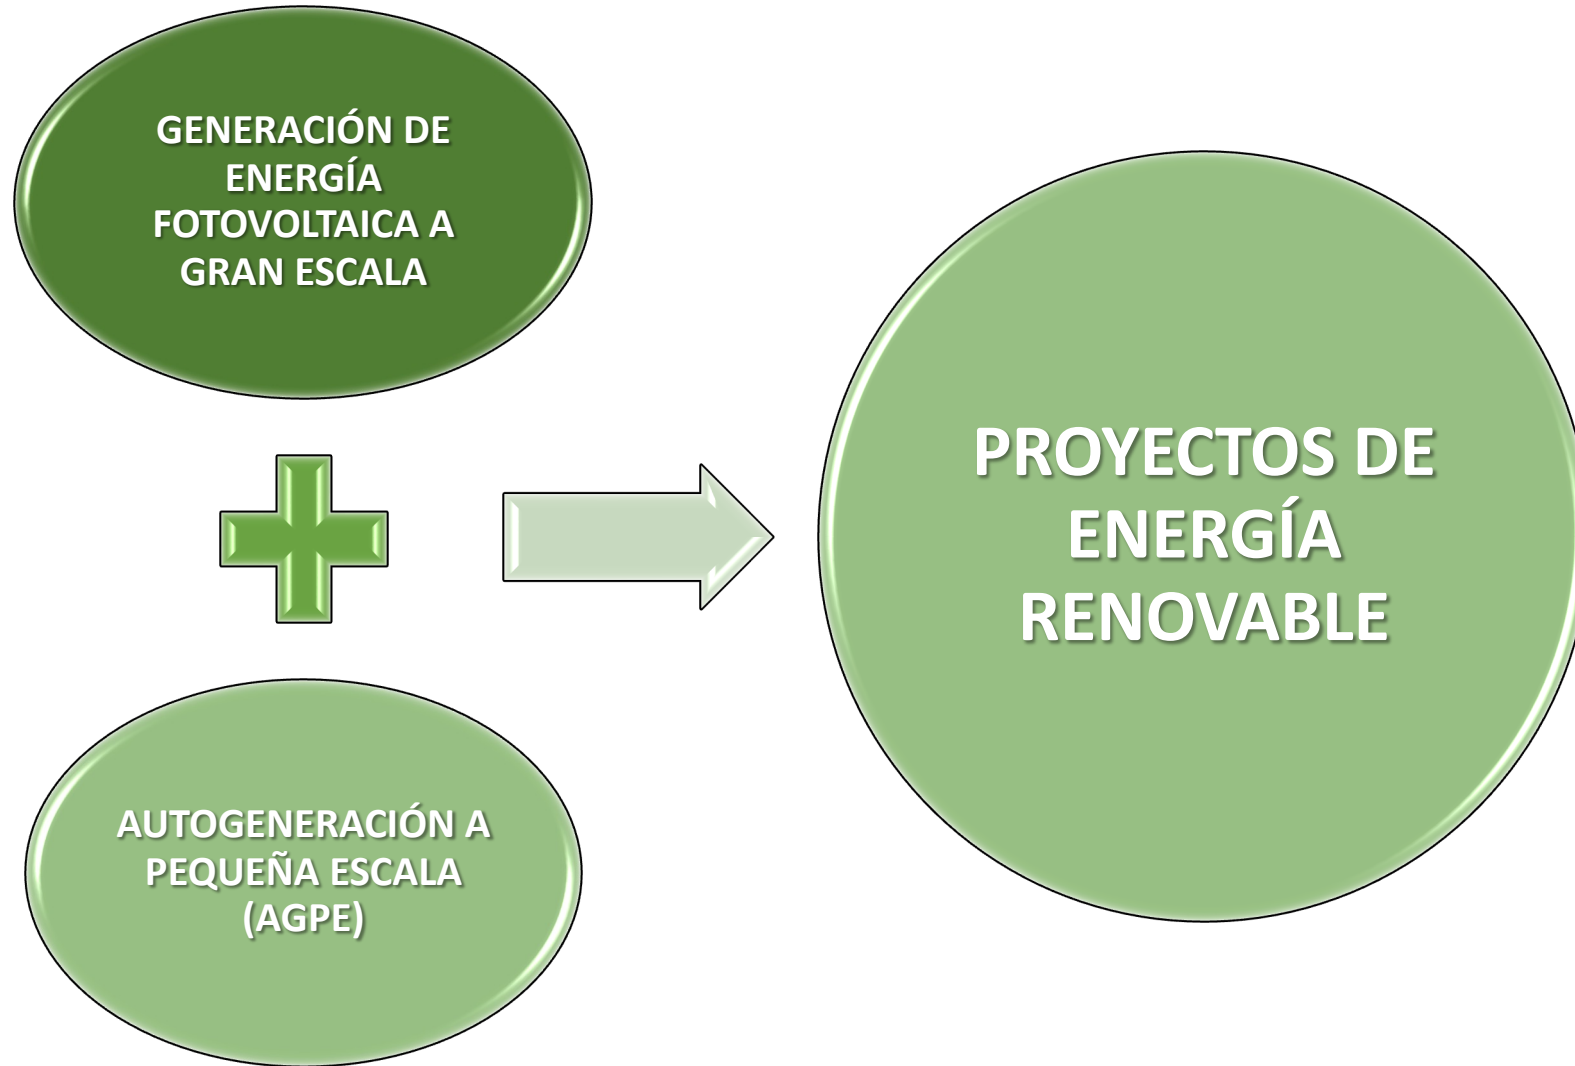 GENERACIÓN DE
ENERGÍA
FOTOVOLTAICA A
GRAN ESCALA
AUTOGENERACIÓN A
PEQUEÑA ESCALA
(AGPE)
PROYECTOS DE
ENERGÍA
RENOVABLE